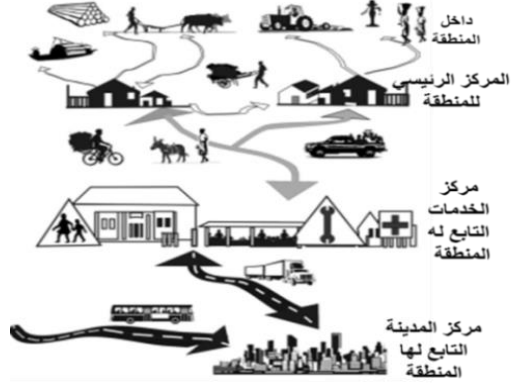 داخل
المنطقة
المركز الرئيسي
للمنطقة
مركز
الخدمات
التابع له
المنطقة
مركز المدينة
التابع لها
المنطقة